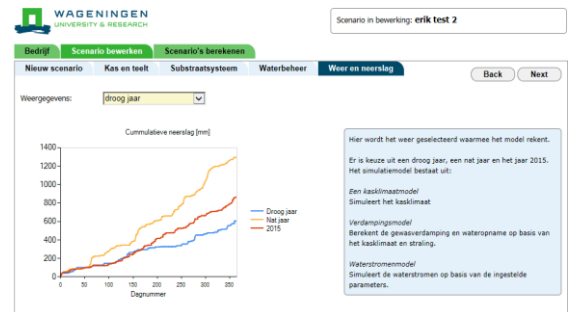 WAGENINGEN
UNIVERSITY & RESEARCH
Scenario in bewerking: erik test 2
Bedrijf Scenario bewerken Scenario's berekenen
Nieuw scenario Kas en teelt Substraatsysteem Waterbeheer Weer en neerslag
Back Next
Weergegevens: droog jaar
Cummulatieve neerslag [mm]
1400
1200
1000
800
600
400
200
0
0 50 100 150 200 250 300 350
Dagnummer
Droog jaar
Nat jaar
2015
Hier wordt het weer geselecteerd waarmee het model rekent.
Er is keuze uit een droog jaar, een nat jaar en het jaar 2015.
Het simulatiemodel bestaat uit:
Een kasklimaatmodel
Simuleert het kasklimaat
Verdampingsmodel
Berekent de gewasverdamping en wateropname op basis van
het kasklimaat en straling.
Waterstromenmodel
Simuleert de waterstromen op basis van de ingestelde
parameters.